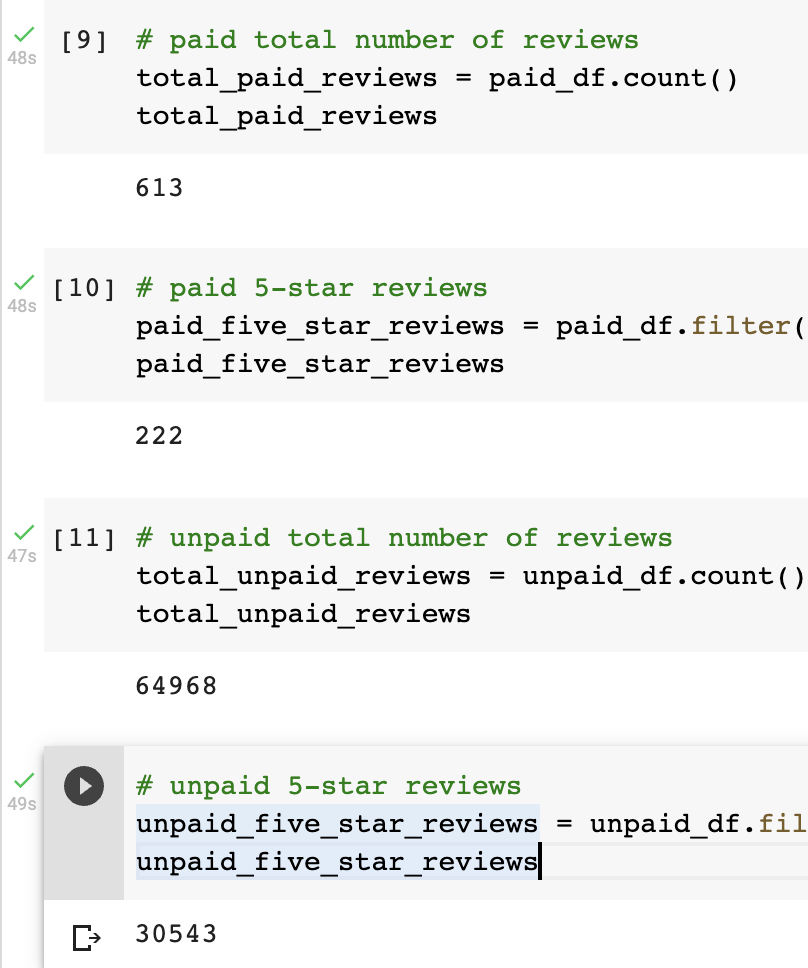 48s
[9] # paid total number of reviews
total_paid_reviews = paid_df.count()
total_paid_reviews
613
48s
[10] # paid 5-star reviews
paid_five_star_reviews = paid_df.filter(
paid_five_star_reviews
222
47s
[11] # unpaid total number of reviews
total_unpaid_reviews = unpaid_df.count()
total_unpaid_reviews
64968
49s
# unpaid 5-star reviews
unpaid_five_star_reviews = unpaid_df.fil
unpaid_five_star_reviews
30543